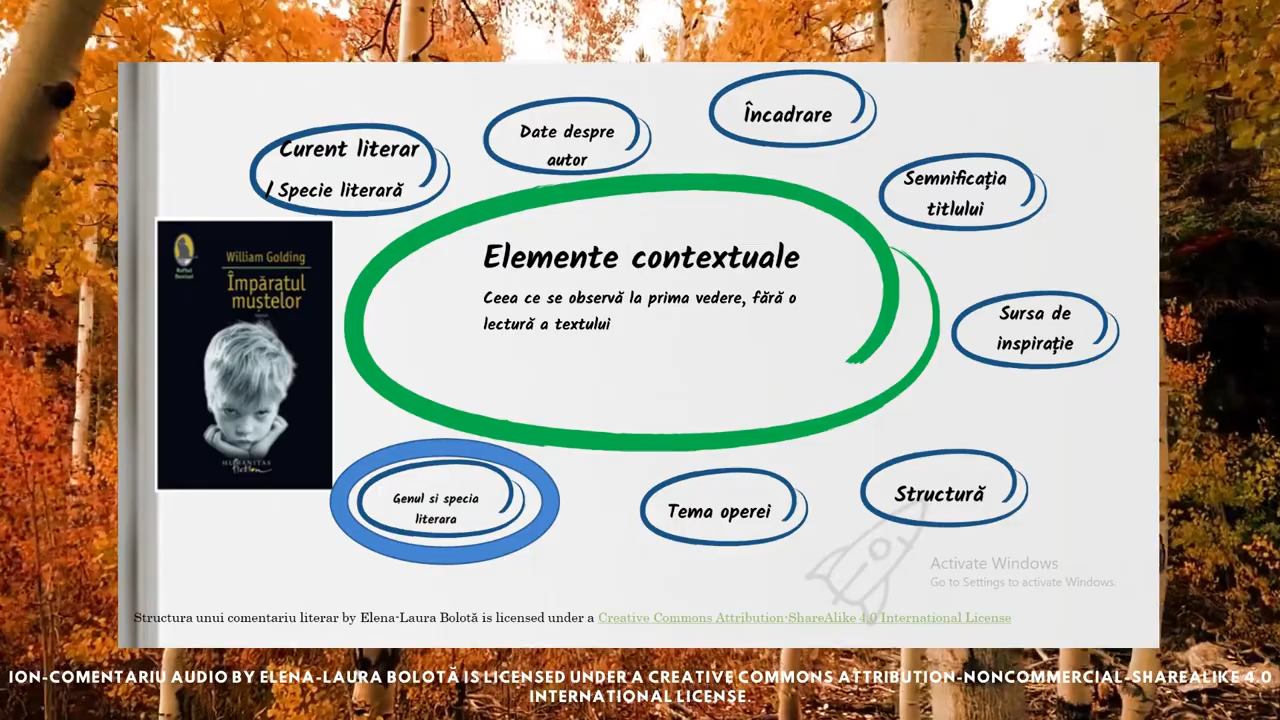 Încadrare
Date despre
autor
Curent literar
/ Specie literară
Semnificația
titlului
William Golding
Împăratul
muștelor
Elemente contextuale
Ceea ce se observă la prima vedere, fără o
lectură a textului
Sursa de
inspirație
HUMANITAS
fiction
Genul si specia
literara
Tema operei
Structură
Activate Windows
Go to Settings to activate Windows.
Structura unui comentariu literar by Elena-Laura Bolotă is licensed under a Creative Commons Attribution-ShareAlike 4.0 International License
ION-COMENTARIU AUDIO BY ELENA-LAURA BOLOTĂ IS LICENSED UNDER A CREATIVE COMMONS ATTRIBUTION-NONCOMMERCIAL-SHAREALIKE 4.0
INTERNATIONAL LICENSE.